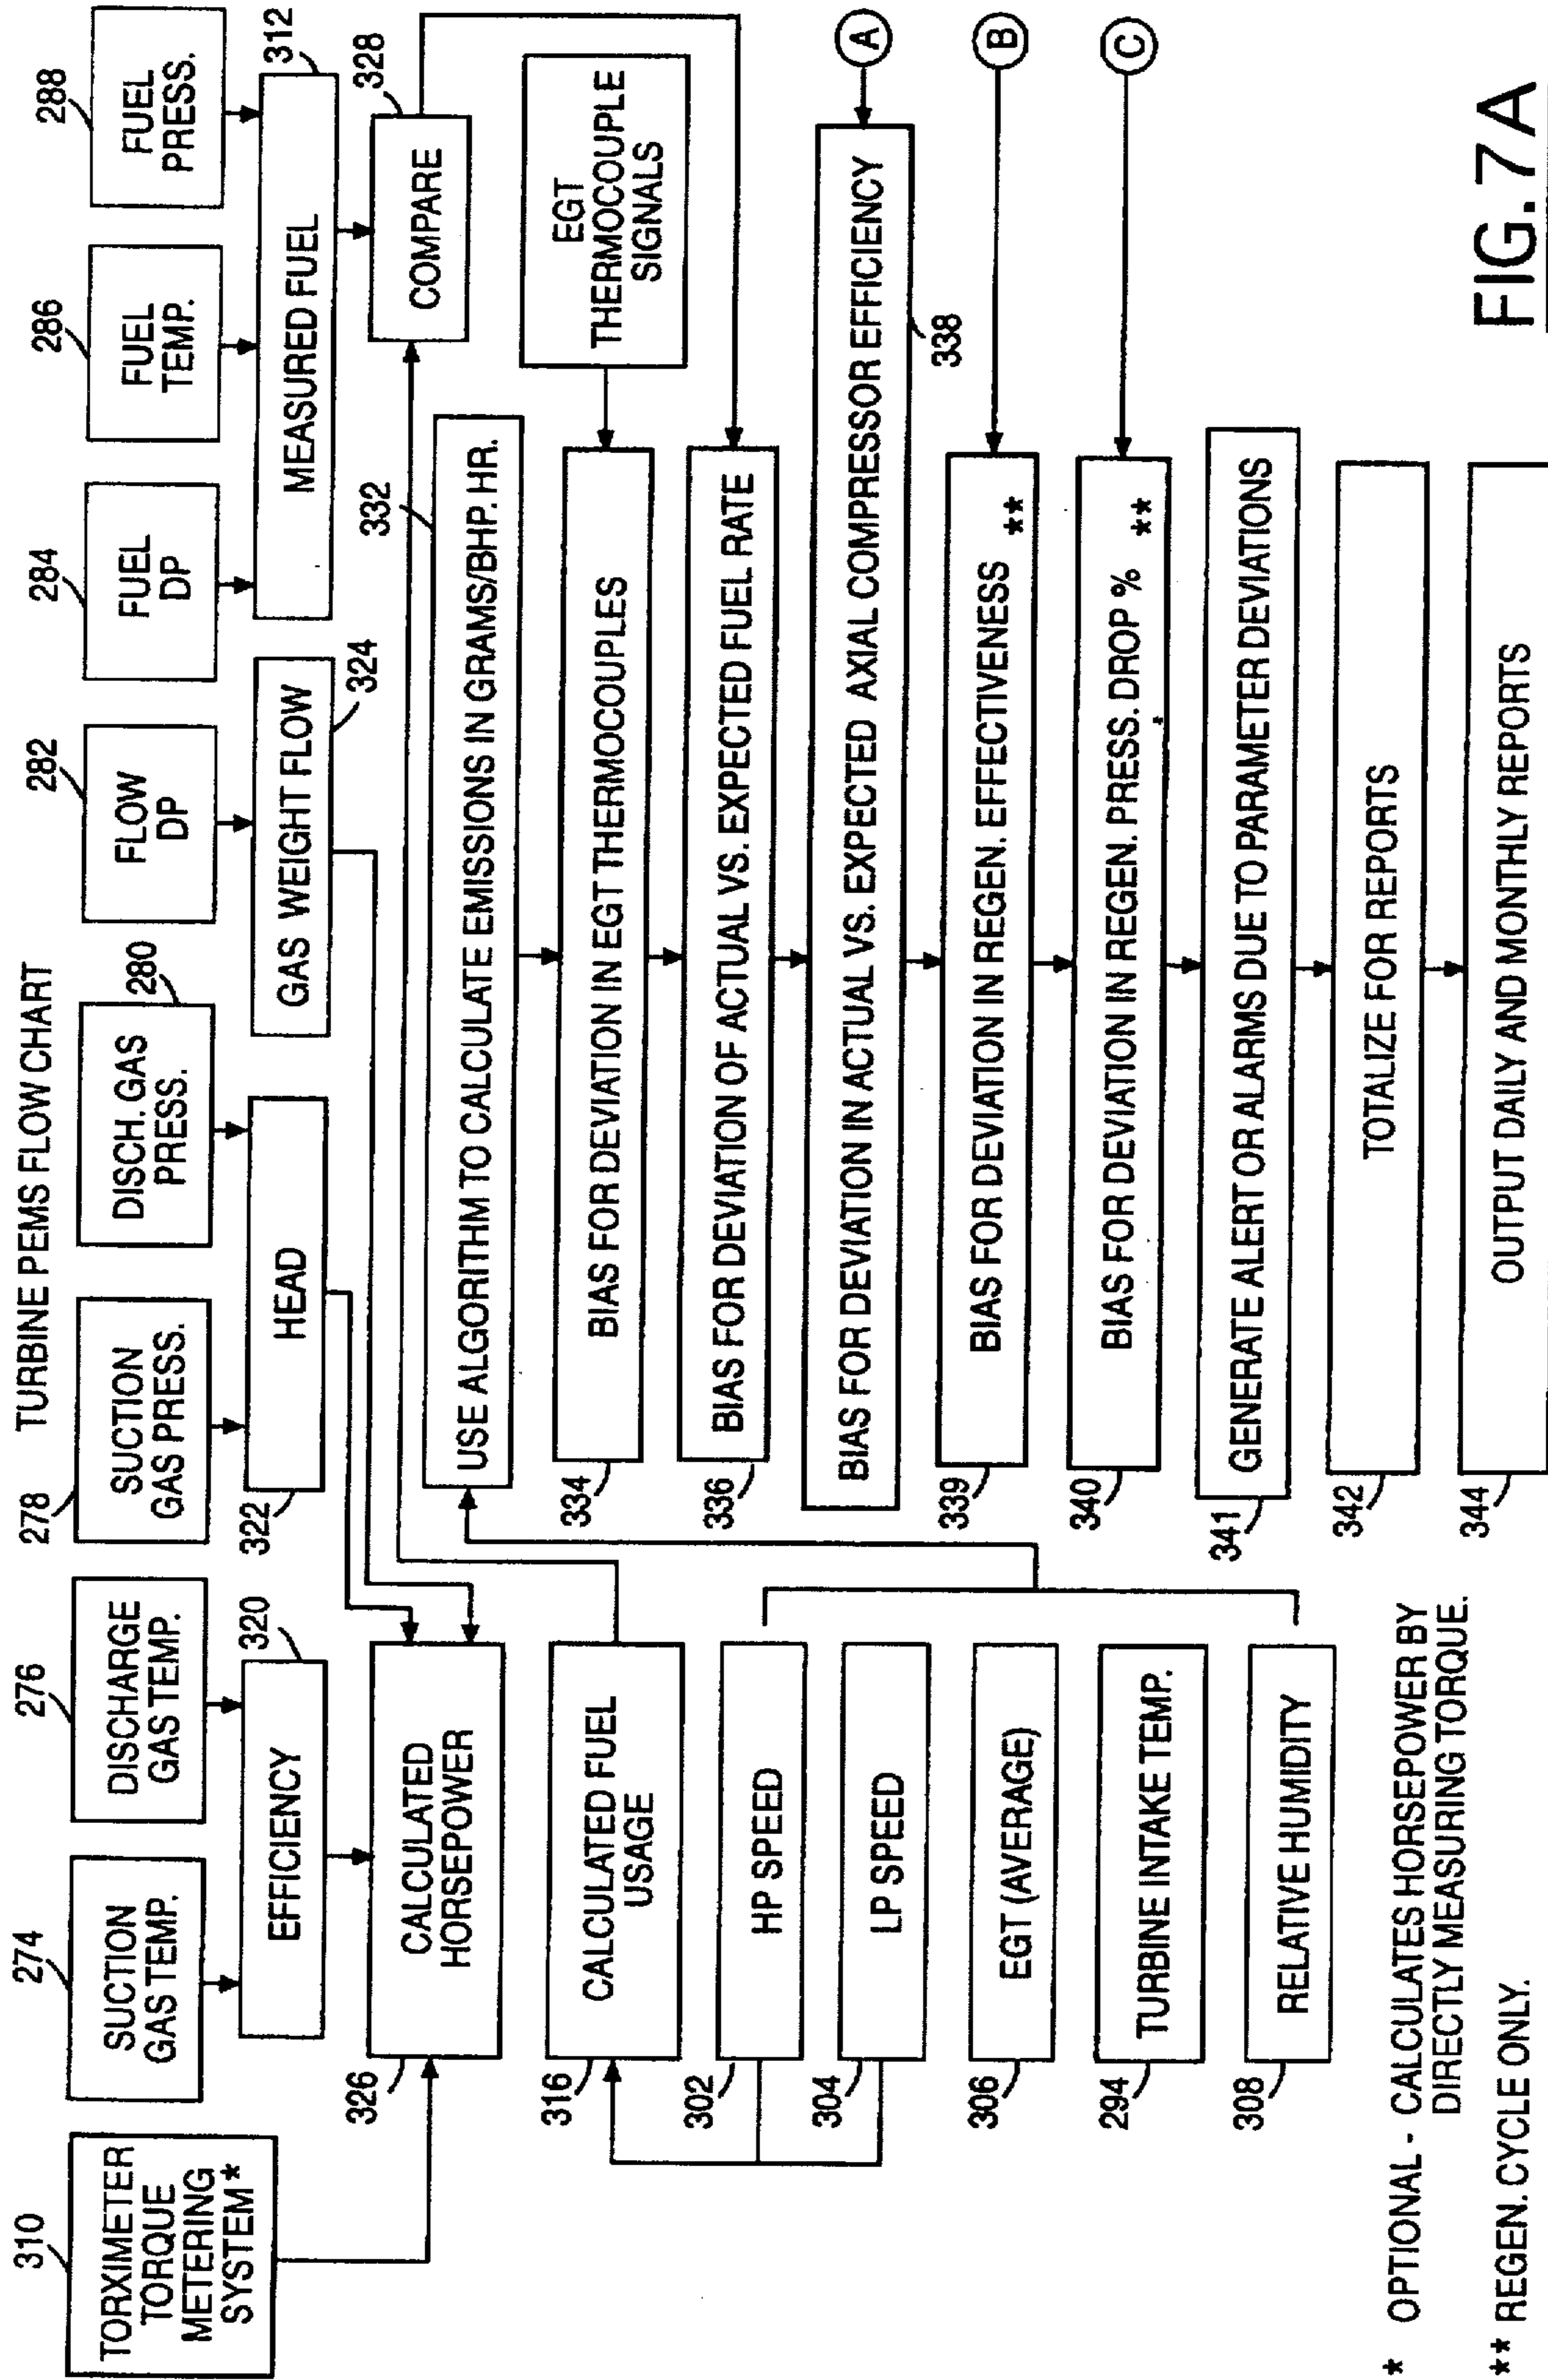 TURBINE PEMS FLOW CHART
310
TORXIMETER
TORQUE
METERING
SYSTEM*
274
SUCTION
GAS TEMP.
276
DISCHARGE
GAS TEMP.
278
SUCTION
GAS PRESS.
280
DISCH. GAS
PRESS.
282
FLOW
DP
284
FUEL
DP
286
FUEL
TEMP.
288
FUEL
PRESS.
EFFICIENCY
320
322
HEAD
GAS WEIGHT FLOW
324
MEASURED FUEL
312
326
CALCULATED
HORSEPOWER
COMPARE
328
316
CALCULATED FUEL
USAGE
302
HP SPEED
304
LP SPEED
306
EGT (AVERAGE)
294
TURBINE INTAKE TEMP.
308
RELATIVE HUMIDITY
USE ALGORITHM TO CALCULATE EMISSIONS IN GRAMS/BHP. HR.
332
EGT
THERMOCOUPLE
SIGNALS
334
BIAS FOR DEVIATION IN EGT THERMOCOUPLES
336
BIAS FOR DEVIATION OF ACTUAL VS. EXPECTED FUEL RATE
BIAS FOR DEVIATION IN ACTUAL VS. EXPECTED AXIAL COMPRESSOR EFFICIENCY
338
A
339
BIAS FOR DEVIATION IN REGEN. EFFECTIVENESS **
B
340
BIAS FOR DEVIATION IN REGEN. PRESS. DROP % **
C
341
GENERATE ALERT OR ALARMS DUE TO PARAMETER DEVIATIONS
342
TOTALIZE FOR REPORTS
344
OUTPUT DAILY AND MONTHLY REPORTS
* OPTIONAL - CALCULATES HORSEPOWER BY
DIRECTLY MEASURING TORQUE.
** REGEN. CYCLE ONLY.
FIG. 7A